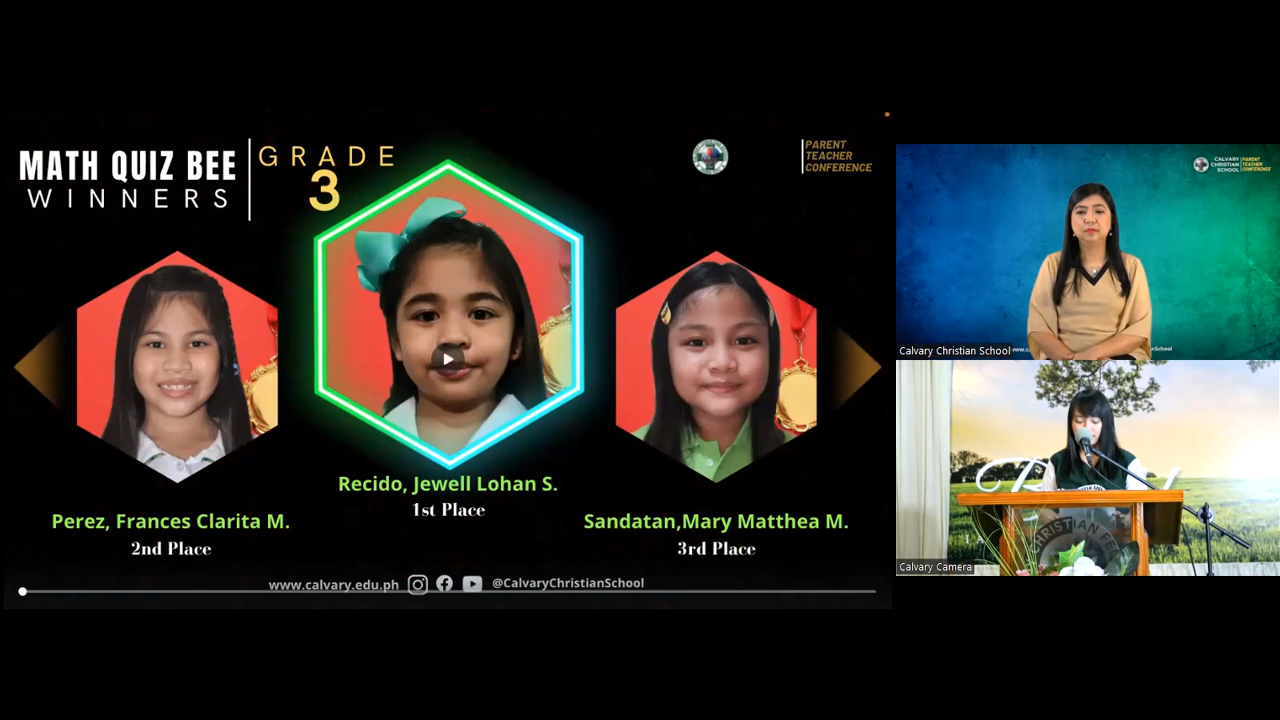 MATH QUIZ BEE
WINNERS
GRADE
3
PARENT
TEACHER
CONFERENCE
Recido, Jewell Lohan S.
1st Place
Perez, Frances Clarita M.
2nd Place
Sandatan,Mary Matthea M.
3rd Place
www.calvary.edu.ph
@CalvaryChristianSchool
CALVARY
CHRISTIAN
SCHOOL
PARENT
TEACHER
CONFERENCE
Calvary Christian School
Calvary Camera